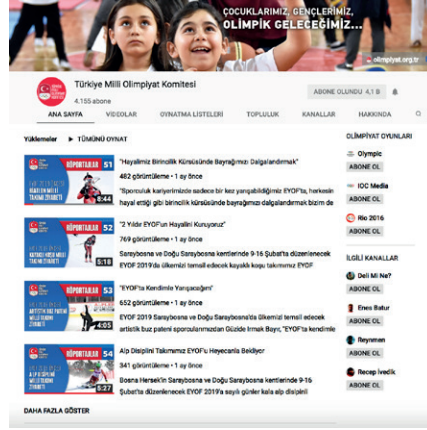 ÇOCUKLARIMIZ, GENÇLERİMİZ,
OLİMPİK GELECEĞİMİZ...
olimpiyat.org.tr
Türkiye Milli Olimpiyat Komitesi
4.155 abone
ABONE OLUNDU 4,1 B
ANA SAYFA VİDEOLAR OYNATMA LİSTELERİ TOPLULUK KANALLAR HAKKINDA
Yüklemeler ▶ TÜMÜNÜ OYNAT
RÖPORTAJLAR 51
8:44
"Hayalimiz Birincilik Kürsüsünde Bayrağımızı Dalgalandırmak"
482 görüntüleme • 1 ay önce
"Sporculuk kariyerimizde sadece bir kez yarışabildiğimiz EYOF'ta, herkesin
hayal ettiği gibi birincilik kürsüsünde bayrağımızı dalgalandırmak bizim de
RÖPORTAJLAR 52
5:18
"2 Yıldır EYOF'un Hayalini Kuruyoruz"
769 görüntüleme • 1 ay önce
Saraybosna ve Doğu Saraybosna kentlerinde 9-16 Şubat'ta düzenlenecek
EYOF 2019'da ülkemizi temsil edecek kayaklı koşu takımımız EYOF
RÖPORTAJLAR 53
4:05
"EYOF'ta Kendimle Yarışacağım"
652 görüntüleme • 1 ay önce
EYOF 2019 Saraybosna ve Doğu Saraybosna'da ülkemizi temsil edecek
artistik buz pateni sporcularımızdan Güzide Irmak Bayır, "EYOF'ta kendimle
RÖPORTAJLAR 54
5:27
Alp Disiplini Takımımız EYOF'u Heyecanla Bekliyor
341 görüntüleme • 1 ay önce
Bosna Hersek'in Saraybosna ve Doğu Saraybosna kentlerinde 9-16
Şubat'ta düzenlenecek EYOF 2019'a sayılı günler kala alp disiplini
DAHA FAZLA GÖSTER
OLİMPİYAT OYUNLARI
Olympic
ABONE OL
IOC Media
ABONE OL
Rio 2016
ABONE OL
İLGİLİ KANALLAR
Deli Mi Ne?
ABONE OL
Enes Batur
ABONE OL
Reynmen
ABONE OL
Recep İvedik
ABONE OL